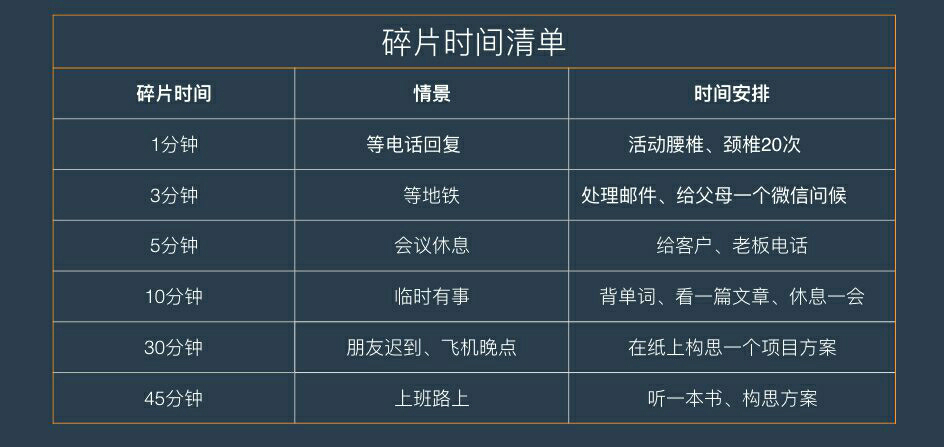 碎片时间清单
碎片时间 情景 时间安排
1分钟 等电话回复 活动腰椎、颈椎20次
3分钟 等地铁 处理邮件、给父母一个微信问候
5分钟 会议休息 给客户、老板电话
10分钟 临时有事 背单词、看一篇文章、休息一会
30分钟 朋友迟到、飞机晚点 在纸上构思一个项目方案
45分钟 上班路上 听一本书、构思方案